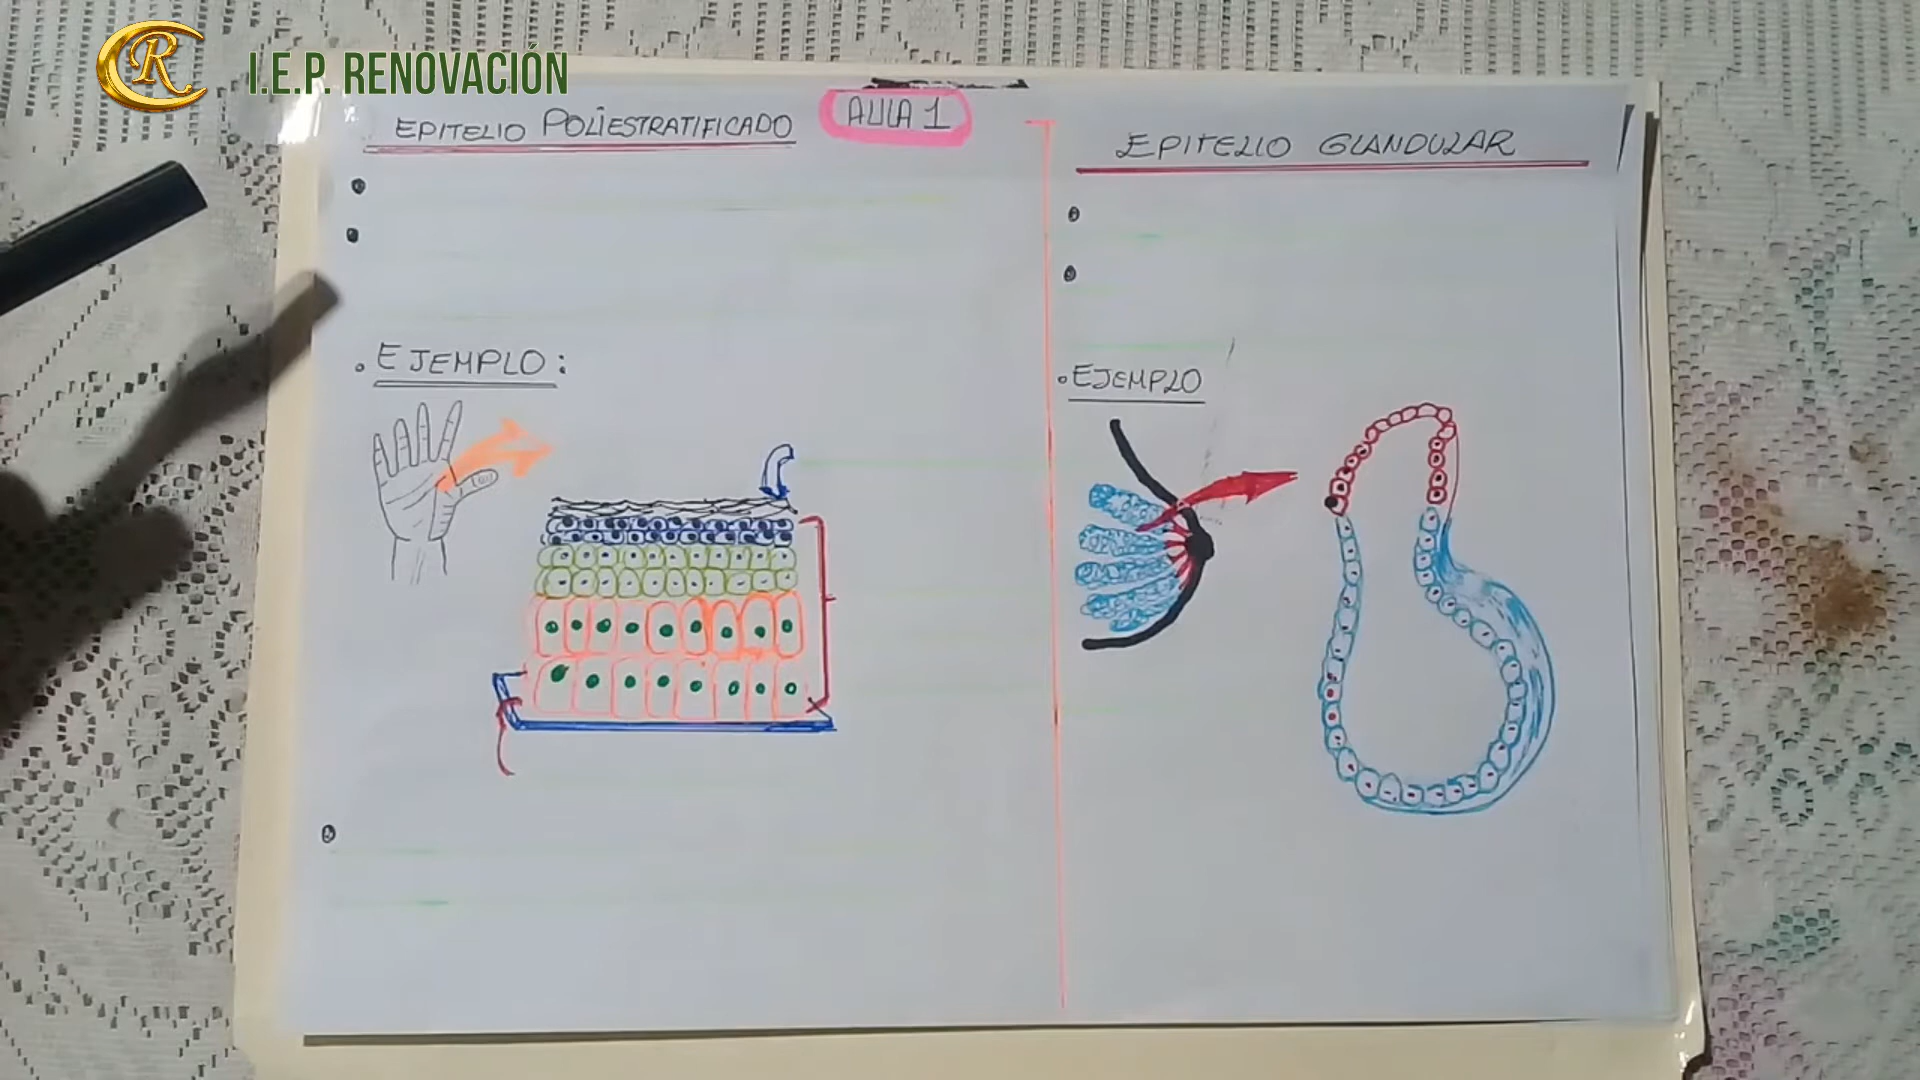 I.E.P. RENOVACIÓN
EPITELIO POLIESTRATIFICADO
AULA 1
EJEMPLO:
EPITELIO GLANDULAR
EJEMPLO